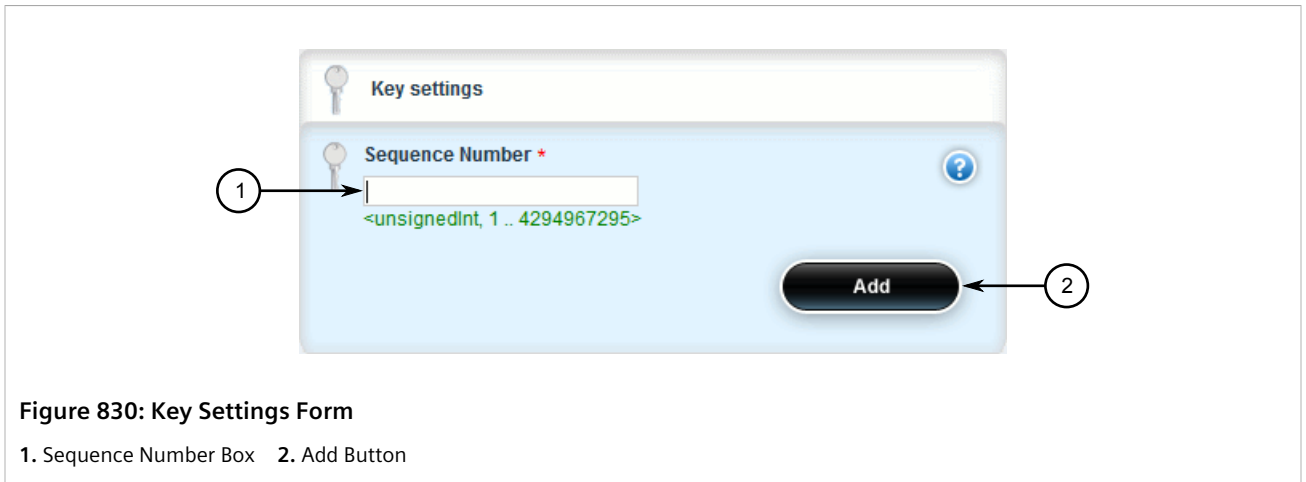 Key settings
Sequence Number *
1
<unsignedInt, 1 .. 4294967295>
?
Add
2
Figure 830: Key Settings Form
1. Sequence Number Box 2. Add Button